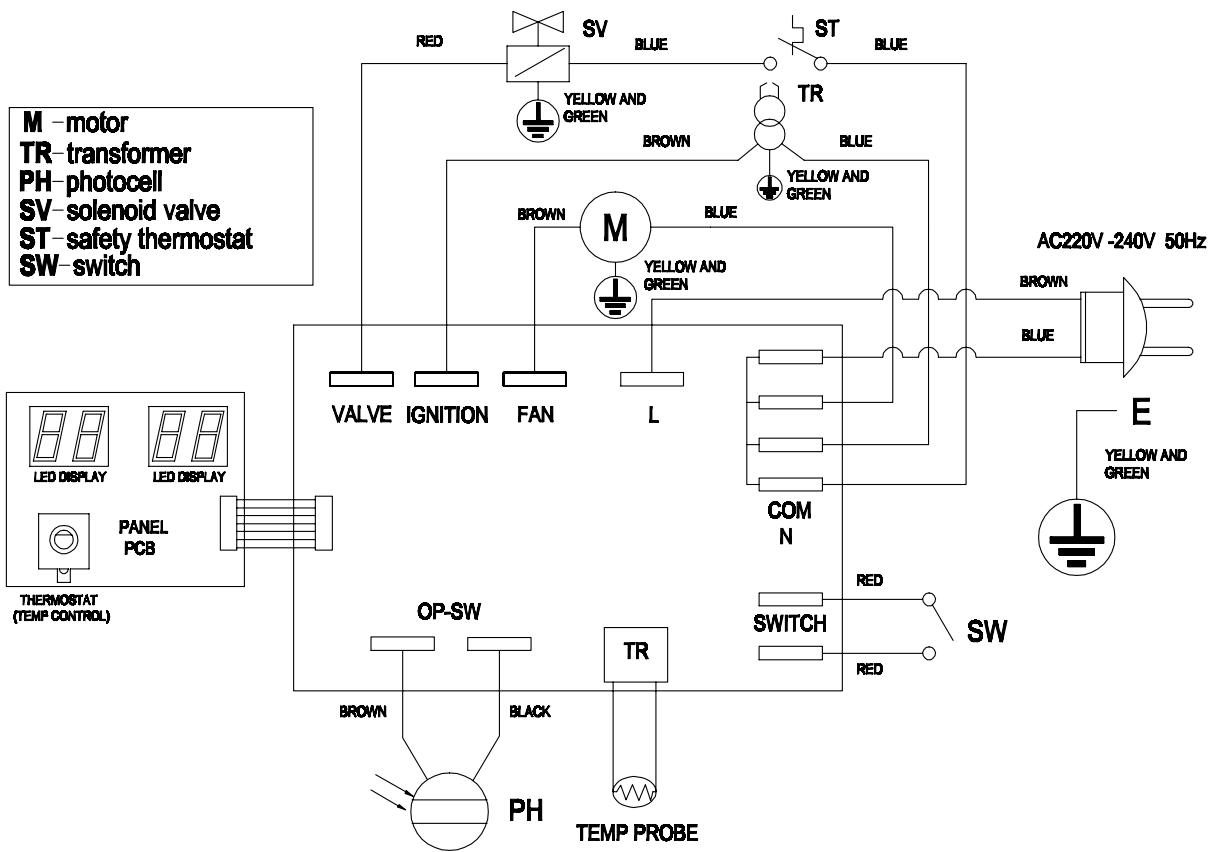 SV
ST
RED
BLUE
BLUE
YELLOW AND
GREEN
TR
M - motor
TR - transformer
PH - photocell
SV - solenoid valve
ST - safety thermostat
SW - switch
BROWN
BLUE
YELLOW AND
GREEN
BROWN
M
BLUE
YELLOW AND
GREEN
AC220V -240V 50Hz
BROWN
BLUE
VALVE
IGNITION
FAN
L
E
YELLOW AND
GREEN
LED DISPLAY
LED DISPLAY
PANEL
PCB
THERMOSTAT
(TEMP CONTROL)
COM
N
RED
SWITCH
SW
RED
OP-SW
TR
BROWN
BLACK
PH
TEMP PROBE